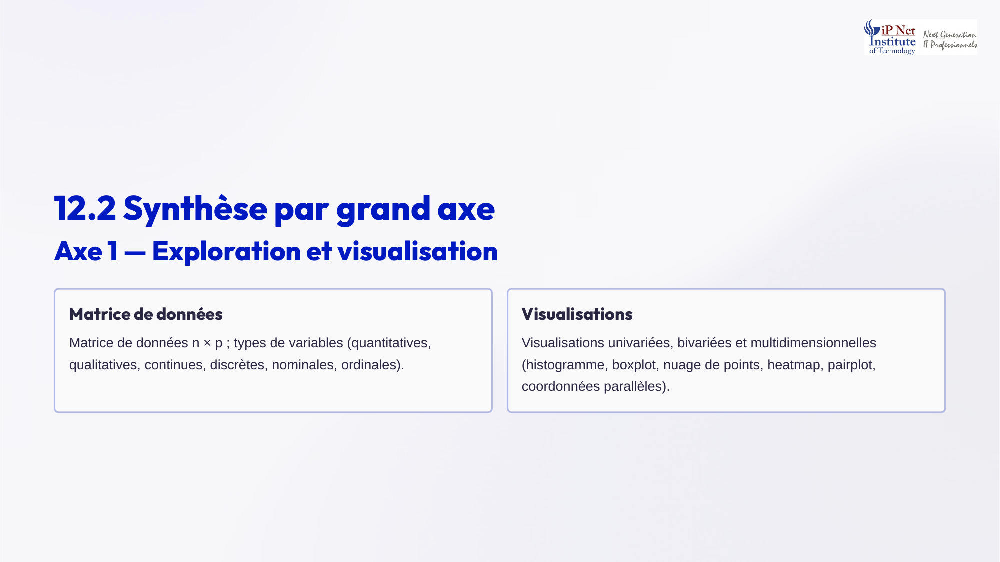 iP Net
Institute
of Technology
Next Generation
IT Professionnels
12.2 Synthèse par grand axe
Axe 1 — Exploration et visualisation
Matrice de données
Matrice de données n × p ; types de variables (quantitatives,
qualitatives, continues, discrètes, nominales, ordinales).
Visualisations
Visualisations univariées, bivariées et multidimensionnelles
(histogramme, boxplot, nuage de points, heatmap, pairplot,
coordonnées parallèles).